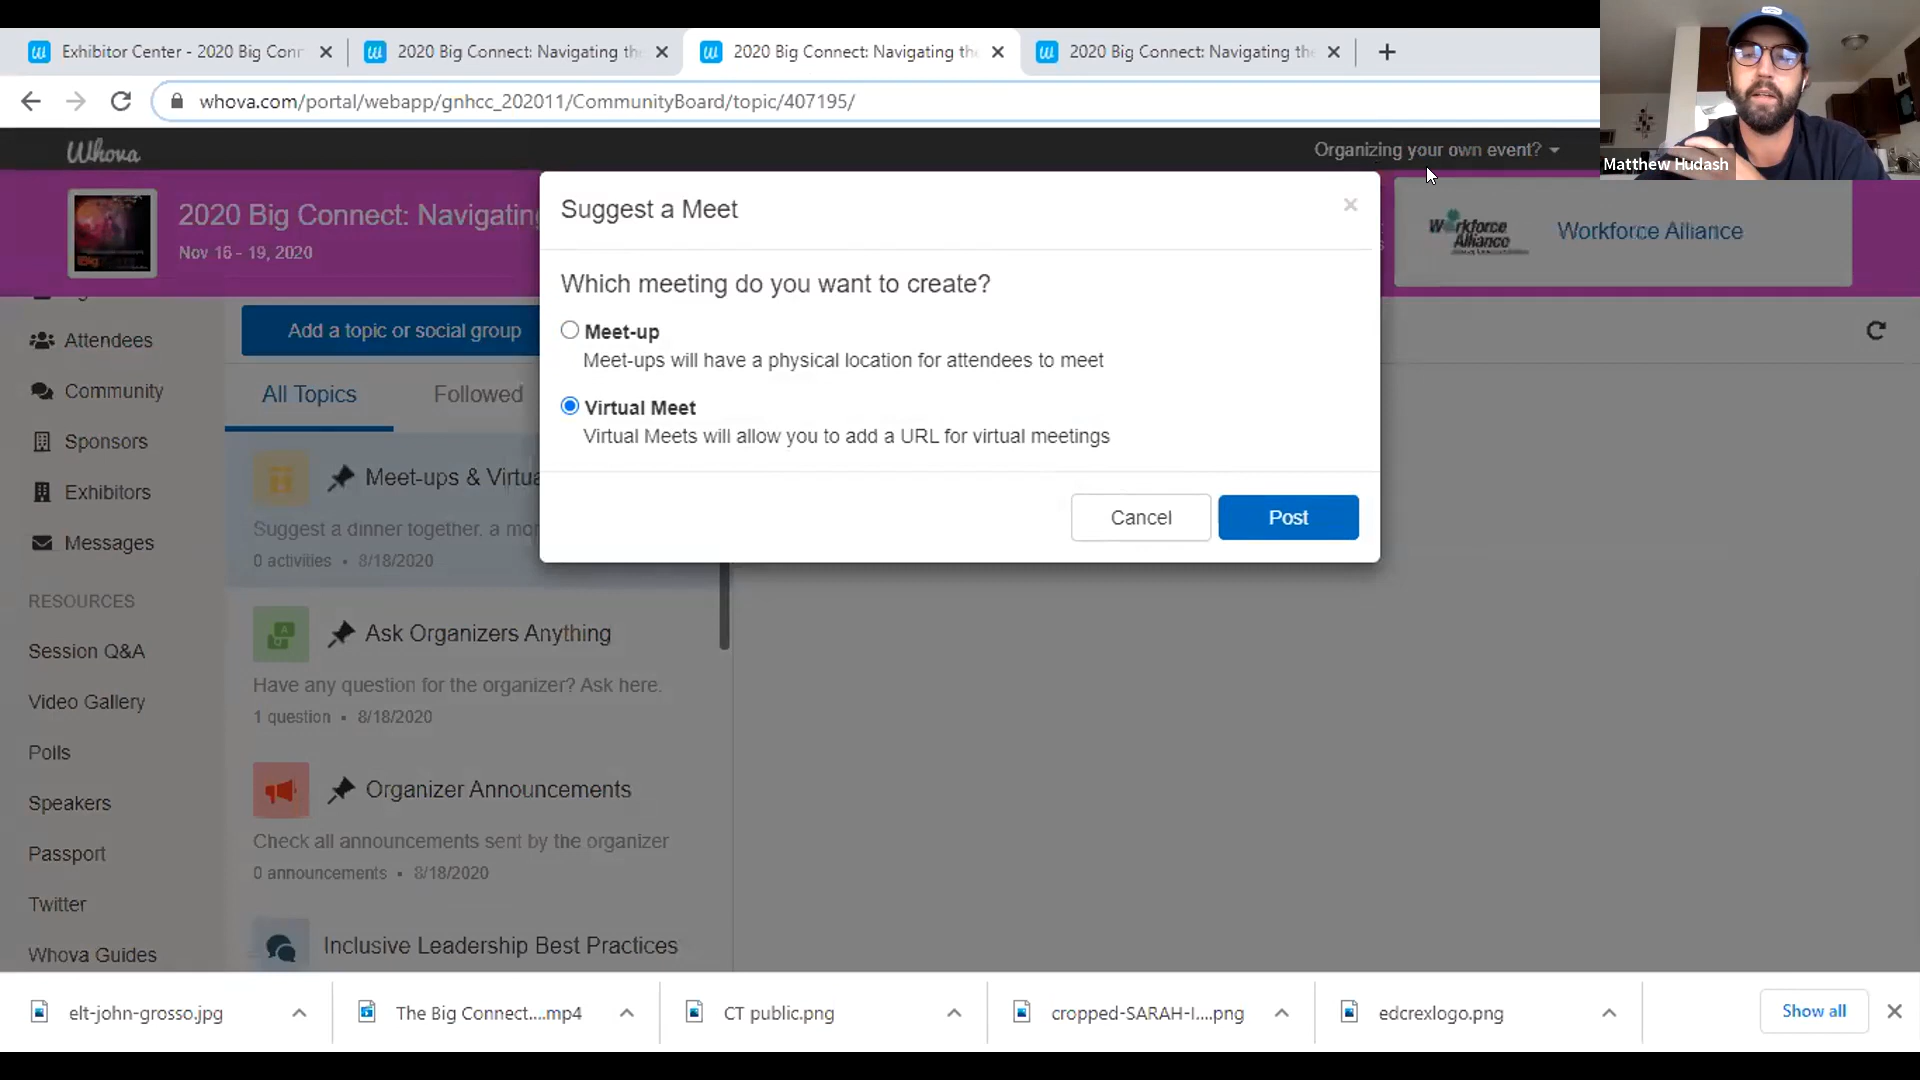 Exhibitor Center - 2020 Big Conn
2020 Big Connect: Navigating the
2020 Big Connect: Navigating the
2020 Big Connect: Navigating the
whova.com/portal/webapp/gnhcc_202011/CommunityBoard/topic/407195/
Whova
Organizing your own event?
Matthew Hudash
2020 Big Connect: Navigating
Nov 16 - 19, 2020
Workforce
Alliance
Workforce Alliance
Suggest a Meet
Which meeting do you want to create?
Meet-up
Meet-ups will have a physical location for attendees to meet
Virtual Meet
Virtual Meets will allow you to add a URL for virtual meetings
Cancel
Post
Attendees
Community
Sponsors
Exhibitors
Messages
RESOURCES
Session Q&A
Video Gallery
Polls
Speakers
Passport
Twitter
Whova Guides
Add a topic or social group
All Topics
Followed
Meet-ups & Virtua
Suggest a dinner together. a mo
0 activities • 8/18/2020
Ask Organizers Anything
Have any question for the organizer? Ask here.
1 question • 8/18/2020
Organizer Announcements
Check all announcements sent by the organizer
0 announcements • 8/18/2020
Inclusive Leadership Best Practices
elt-john-grosso.jpg
The Big Connect....mp4
CT public.png
cropped-SARAH-I....png
edcrexlogo.png
Show all